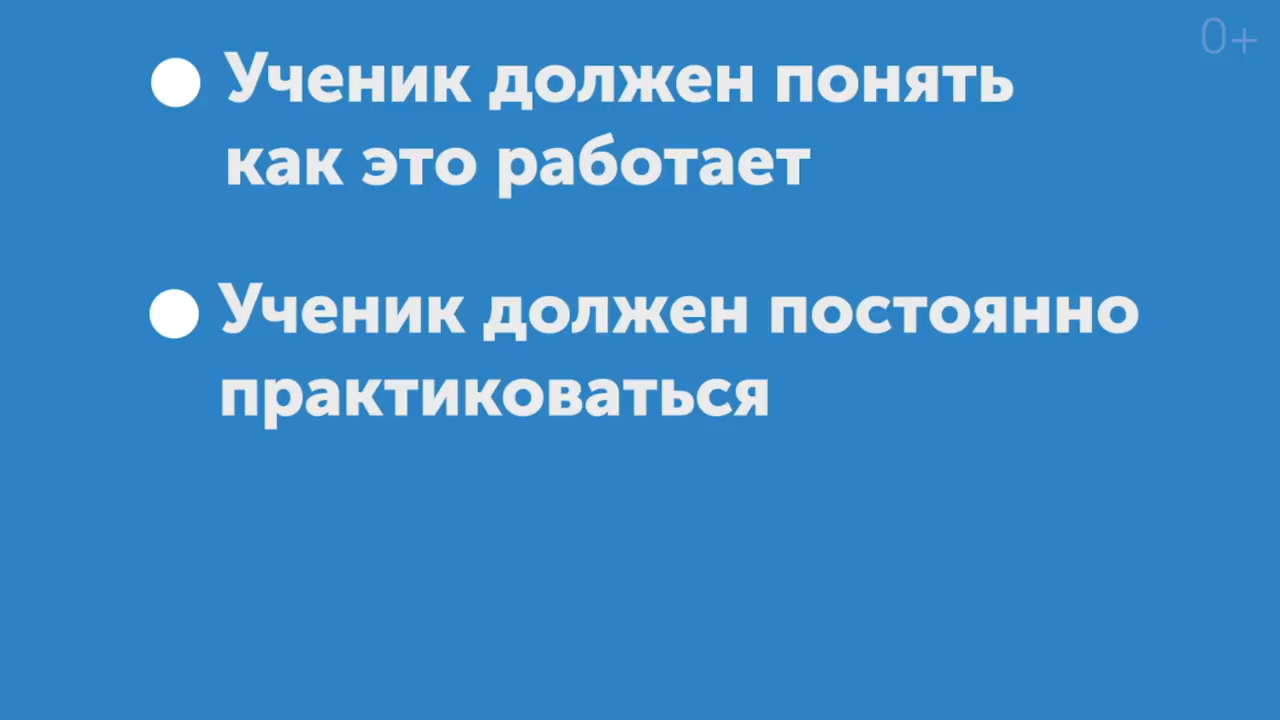 0+
Ученик должен понять
как это работает
Ученик должен постоянно
практиковаться